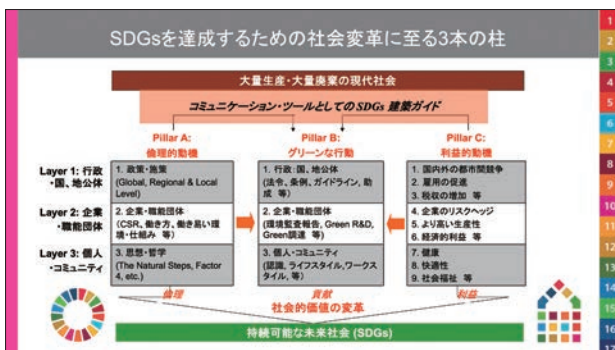 SDGsを達成するための社会変革に至る3本の柱
大量生産・大量廃棄の現代社会
コミュニケーション・ツールとしてのSDGs 建築ガイド
Pillar A:
倫理的動機
Pillar B:
グリーンな行動
Pillar C:
利益的動機
Layer 1: 行政
・国、地公体
1. 政策・施策
(Global, Regional & Local
Level)
1. 行政:国、地公体
(法令、条例、ガイドライン、助
成 等)
1. 国内外の都市間競争
2. 雇用の促進
3. 税収の増加 等
Layer 2: 企業・
職能団体
2. 企業・職能団体
(CSR、働き方、働き易い環
境・仕組み 等)
2. 企業・職能団体
(環境監査報告、Green R&D、
Green調達 等)
4. 企業のリスクヘッジ
5. より高い生産性
6. 経済的利益 等
Layer 3: 個人
・コミュニティ
3. 思想・哲学
(The Natural Steps, Factor
4, etc.)
3. 個人・コミュニティ
(認識、ライフスタイル、ワークス
タイル、等)
7. 健康
8. 快適性
9. 社会福祉 等
倫理
貢献
利益
社会的価値の変革
持続可能な未来社会 (SDGs)
1
2
3
4
5
6
7
8
9
10
11
12
13
14
15
16